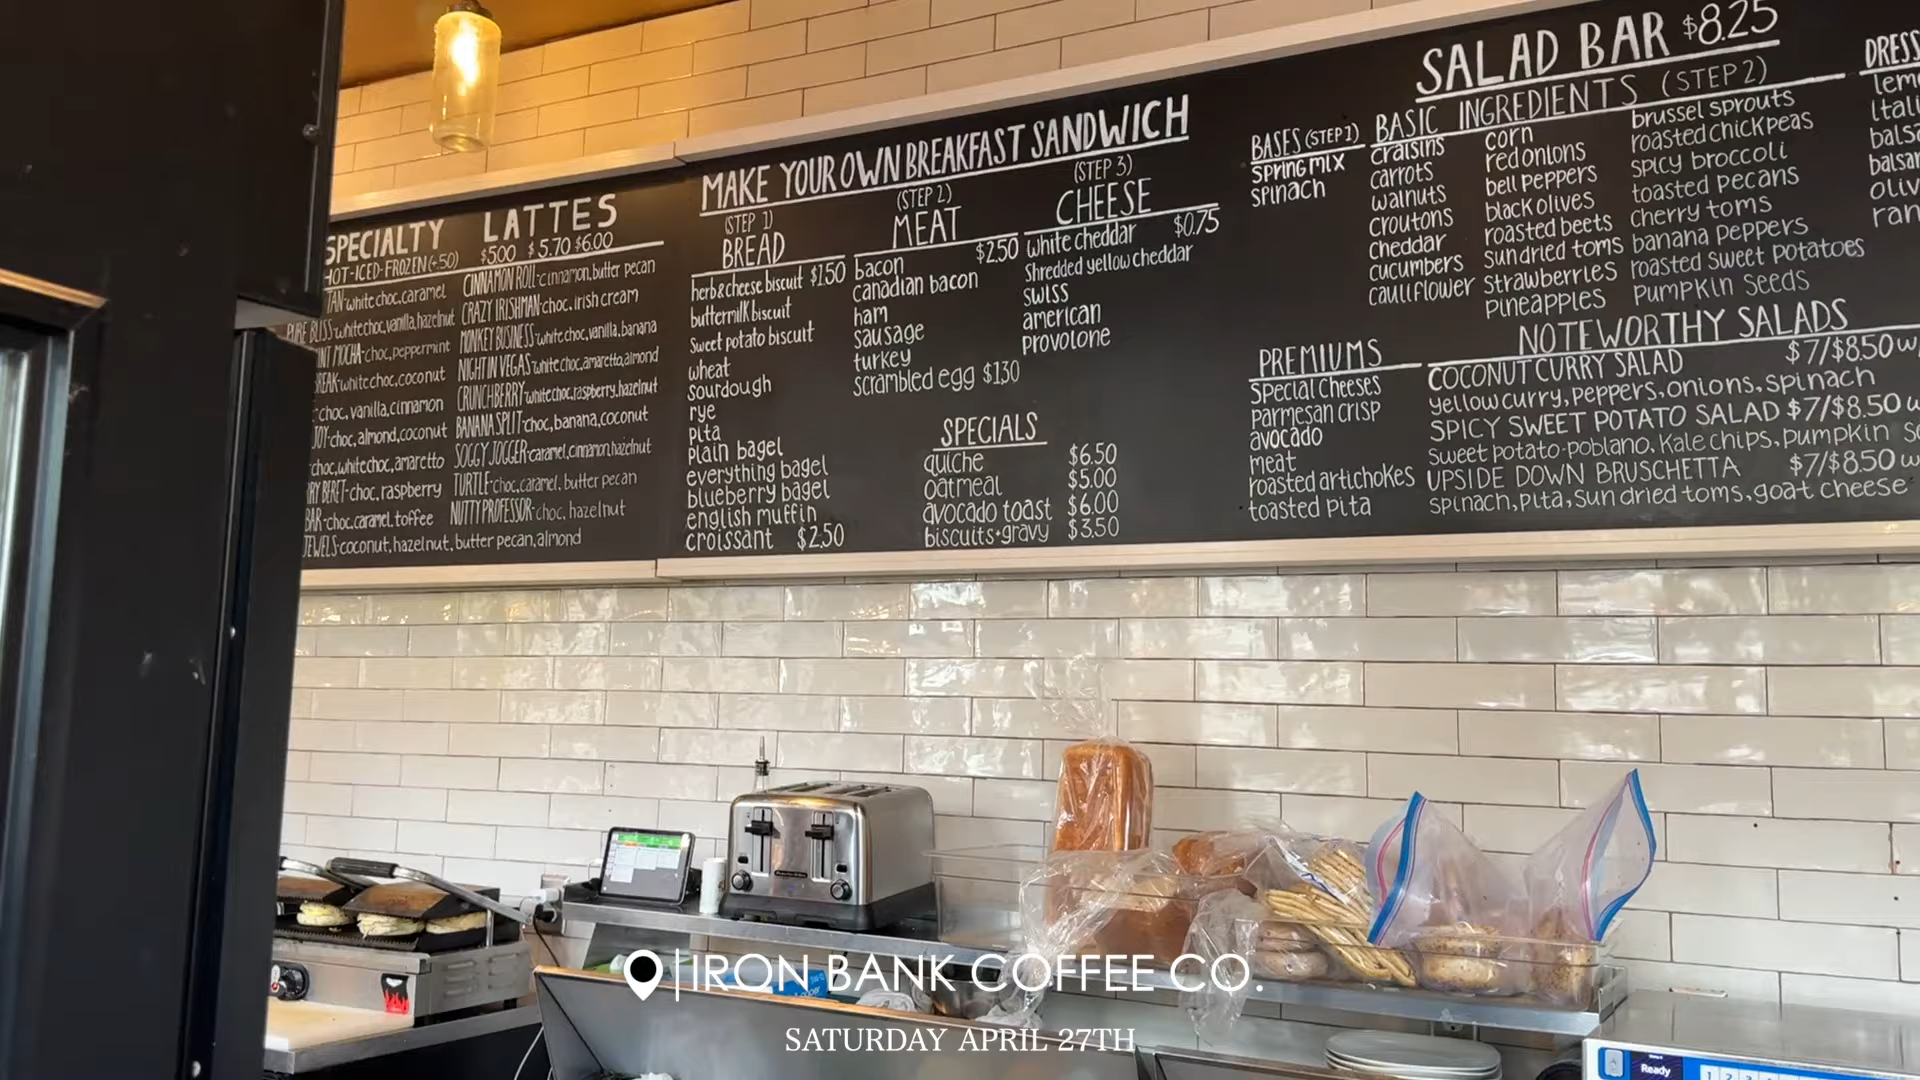 SPECIALTY LATTES
HOT-ICED-FROZEN(+.50) $500 $5.70 $6.00
white choc, caramel
PURE BLISS-white choc, vanilla, hazelnut
MINT MOCHA-choc, peppermint
white choc, coconut
choc, vanilla, cinnamon
JOY-choc, almond, coconut
choc, white choc, amaretto
BERET-choc, raspberry
BAR-choc, caramel, toffee
JEWELS-coconut, hazelnut, butter pecan, almond
CINNAMON ROLL-cinnamon, butter pecan
CRAZY IRISHMAN-choc, irish cream
MONKEY BUSINESS-white choc, vanilla, banana
NIGHT IN VEGAS-white choc, amaretto, almond
CRUNCHBERRY-white choc, raspberry, hazelnut
BANANA SPLIT-choc, banana, coconut
SOGGY JOGGER-caramel, cinnamon, hazelnut
TURTLE-choc, caramel, butter pecan
NUTTY PROFESSOR-choc, hazelnut
MAKE YOUR OWN BREAKFAST SANDWICH
(STEP 1)
BREAD
herb & cheese biscuit $1.50
buttermilk biscuit
Sweet potato biscuit
wheat
sourdough
rye
pita
plain bagel
everything bagel
blueberry bagel
english muffin
croissant $2.50
(STEP 2)
MEAT
$2.50
bacon
canadian bacon
ham
sausage
turkey
scrambled egg $1.30
(STEP 3)
CHEESE
white cheddar $0.75
Shredded yellow cheddar
swiss
american
provolone
SPECIALS
quiche $6.50
oatmeal $5.00
avocado toast $6.00
biscuits+gravy $3.50
SALAD BAR $8.25
BASES (STEP 1)
spring mix
spinach
BASIC INGREDIENTS (STEP 2)
craisins
carrots
walnuts
croutons
cheddar
cucumbers
cauliflower
corn
red onions
bell peppers
black olives
roasted beets
sundried toms
strawberries
pineapples
brussel sprouts
roasted chickpeas
spicy broccoli
toasted pecans
cherry toms
banana peppers
roasted sweet potatoes
pumpkin seeds
DRESS
lem
Itali
balsa
balsam
oliv
ran
PREMIUMS
Special cheeses
parmesan crisp
avocado
meat
roasted artichokes
toasted pita
NOTEWORTHY SALADS
COCONUT CURRY SALAD $7/$8.50 w/
yellow curry, peppers, onions, spinach
SPICY SWEET POTATO SALAD $7/$8.50 w
sweet potato-poblano, kale chips, pumpkin se
UPSIDE DOWN BRUSCHETTA $7/$8.50 w
spinach, pita, sundried toms, goat cheese
IRON BANK COFFEE CO.
SATURDAY APRIL 27TH
Ready